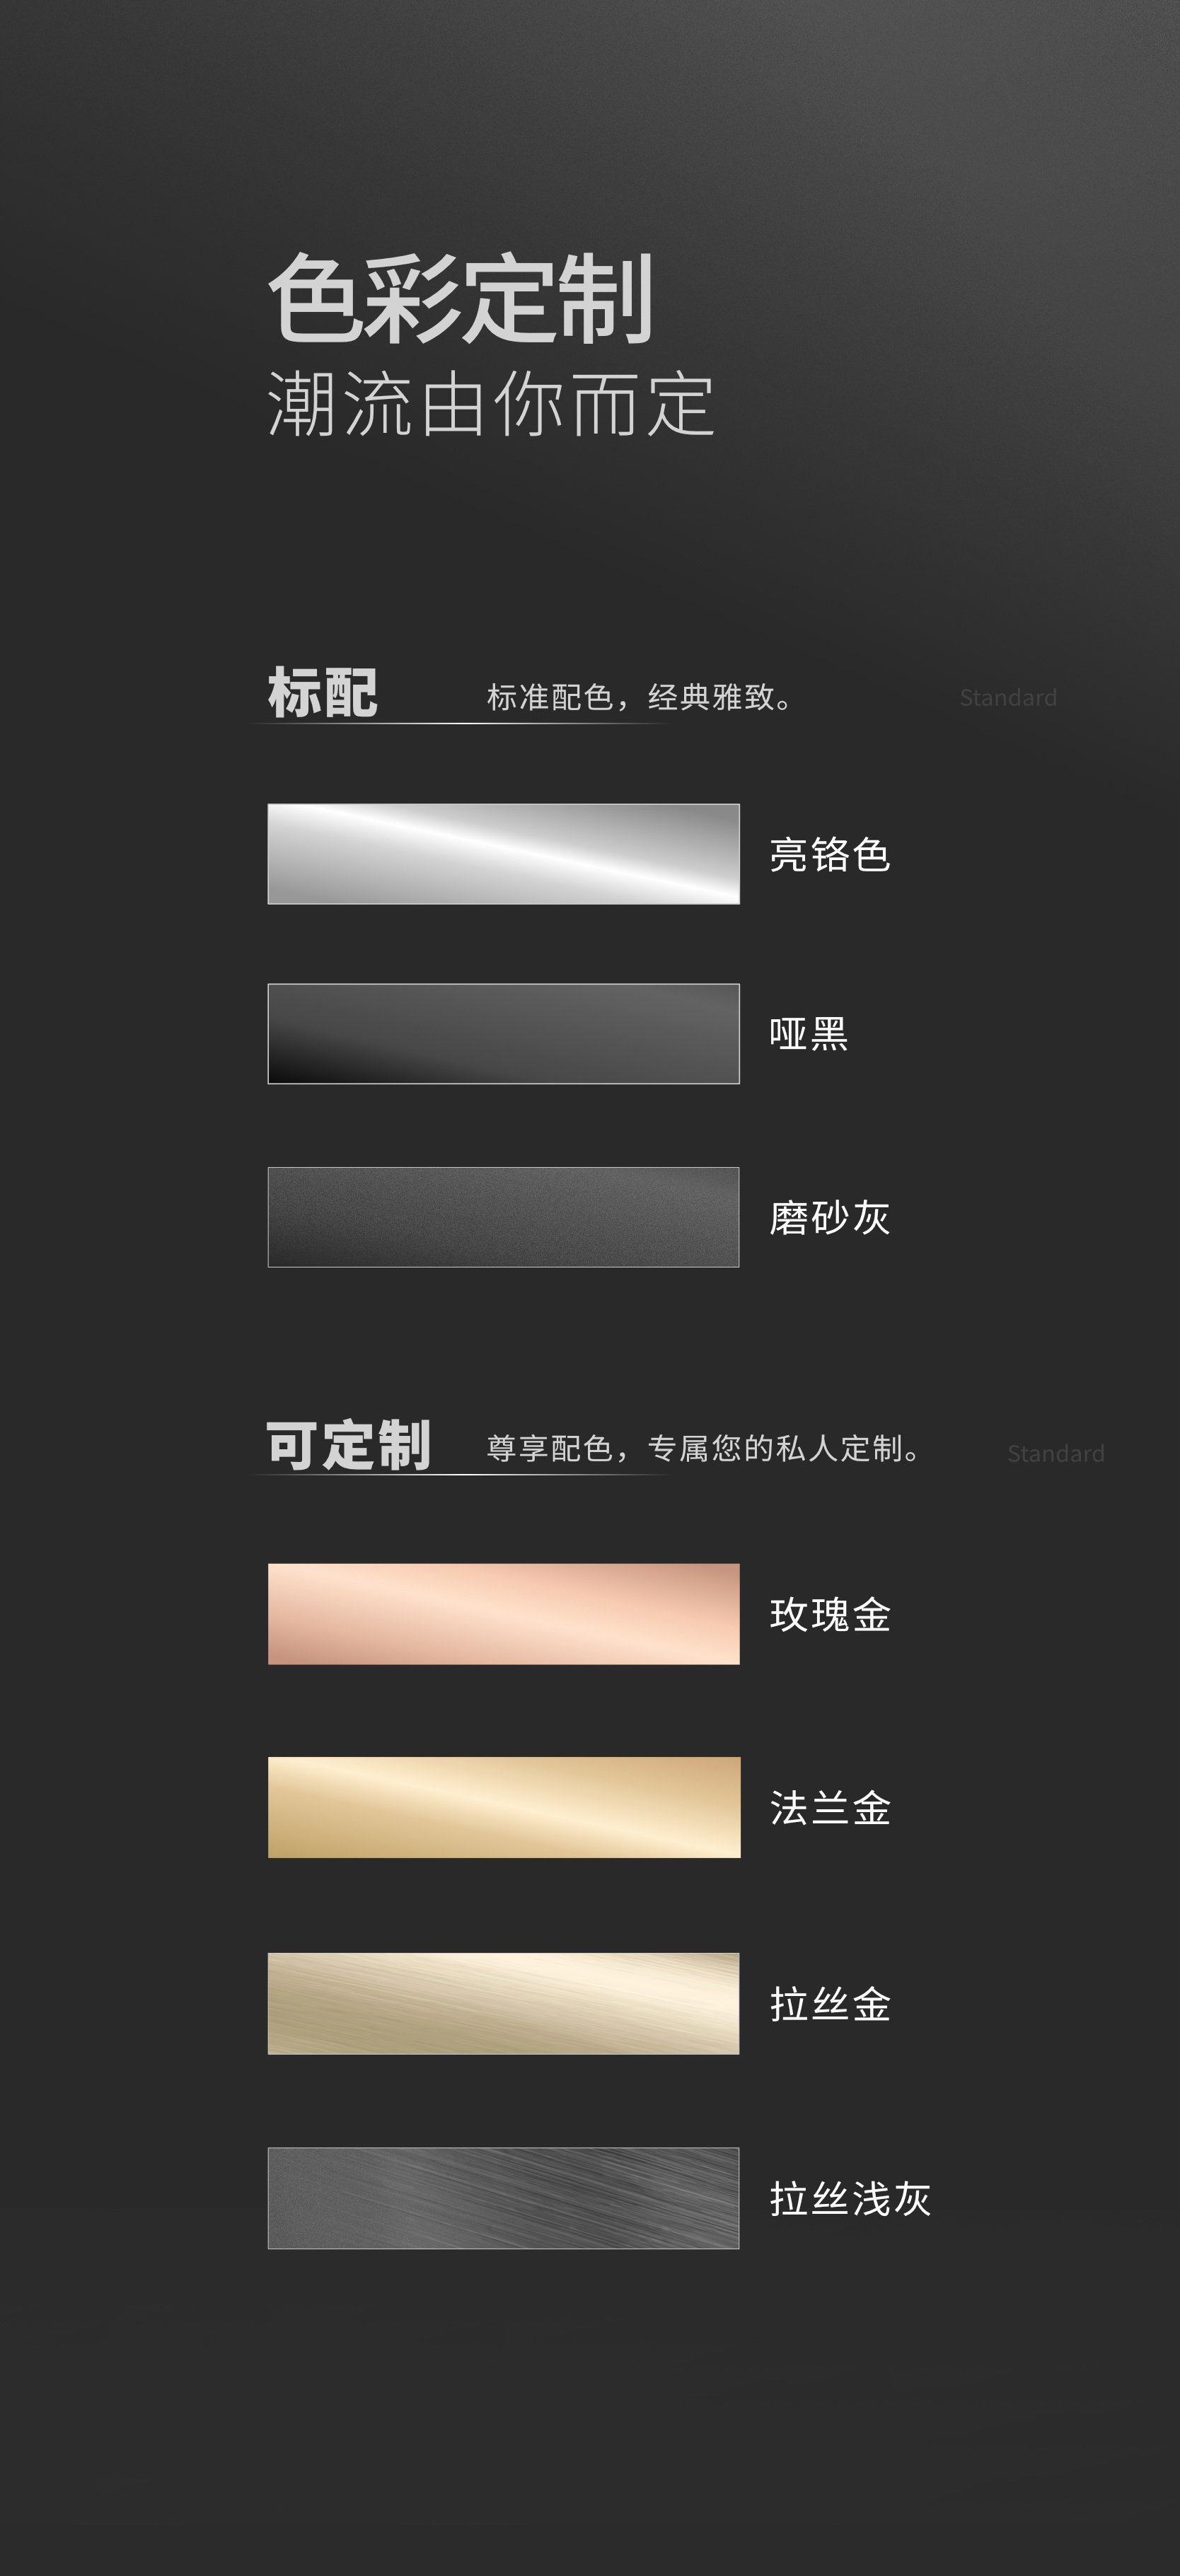 色彩定制
潮流由你而定
标配 标准配色，经典雅致。 Standard
亮铬色
哑黑
磨砂灰
可定制 尊享配色，专属您的私人定制。 Standard
玫瑰金
法兰金
拉丝金
拉丝浅灰